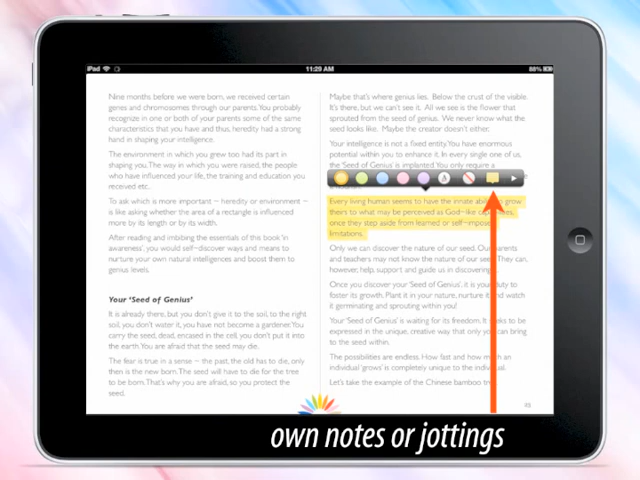 iPad
11:29 AM
88%
Nine months before we were born, we received certain
genes and chromosomes through our parents. You probably
recognize in one or both of your parents some of the same
characteristics that you have and thus, heredity had a strong
hand in shaping your intelligence.
The environment in which you grew too had its part in
shaping you. The way in which you were raised, the people
who have influenced your life, the training and education you
received etc.
To ask which is more important – heredity or environment –
is like asking whether the area of a rectangle is influenced
more by its length or by its width.
After reading and imbibing the essentials of this book 'in
awareness', you would self–discover ways and means to
nurture your own natural intelligences and boost them to
genius levels.
Your 'Seed of Genius'
It is already there, but you don't give it to the soil, to the right
soil, you don't water it, you have not become a gardener. You
carry the seed, dead, encased in the cell, you don't put it into
the earth. You are afraid that the seed may die.
The fear is true in a sense – the past, the old has to die, only
then is the new born. The seed will have to die for the tree
to be born. That's why you are afraid, so you protect the
seed.
Maybe that's where genius lies. Below the crust of the visible.
It's there, but we can't see it. All we see is the flower that
sprouted from the seed of genius. We never know what the
seed looks like. Maybe the creator doesn't either.
Your intelligence is not a fixed entity. You have enormous
potential within you to enhance it. In every single one of us,
the 'Seed of Genius' is implanted. You only require a
Every living human seems to have the innate to grow
theirs to what may be perceived as God–like
once they step aside from learned or
limitations.
Only we can discover the nature of our seed. Our parents
and teachers may not know the nature of our seed. They can,
however, help, support and guide us in discovering
Once you discover your 'Seed of Genius', it is your duty to
foster its growth. Plant it in your nature, nurture it and watch
it germinating and sprouting within you!
Your 'Seed of Genius' is waiting for its freedom. It seeks to be
expressed in the unique, creative way that only you can bring
to the seed within.
The possibilities are endless. How fast and how much an
individual 'grows' is completely unique to the individual.
Let's take the example of the Chinese bamboo
own notes or jottings